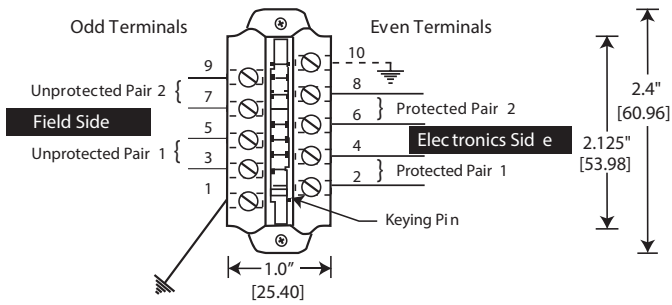 Odd Terminals
Even Terminals
9
10
Unprotected Pair 2 {
8
7
} Protected Pair 2
Field Side
6
5
Electronics Sid e
Unprotected Pair 1 {
4
3
} Protected Pair 1
2
1
Keying Pin
1.0"
[25.40]
2.4"
[60.96]
2.125"
[53.98]